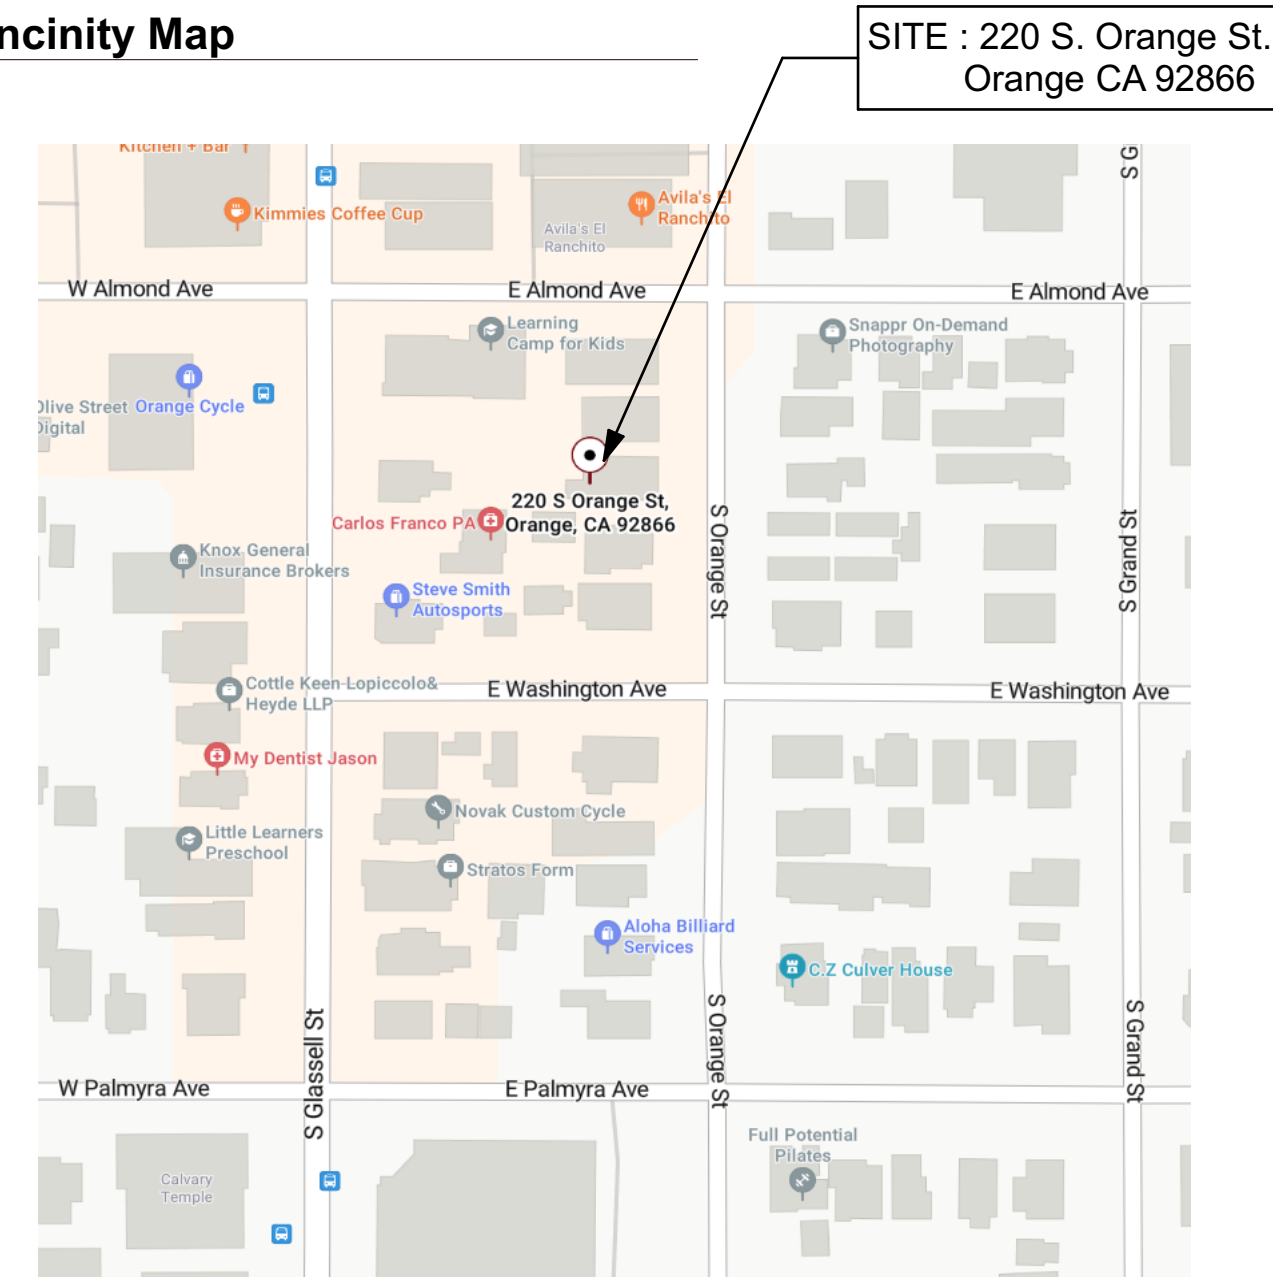 ncinity Map
SITE : 220 S. Orange St.
Orange CA 92866
Kitchen + Bar
S G
Kimmies Coffee Cup
Avila's El
Ranchito
Avila's El
Ranchito
W Almond Ave
E Almond Ave
E Almond Ave
Learning
Camp for Kids
Snappr On-Demand
Photography
Olive Street
Digital
Orange Cycle
220 S Orange St,
Orange, CA 92866
Carlos Franco PA
S Orange St
S Grand St
Knox General
Insurance Brokers
Steve Smith
Autosports
Cottle Keen Lopiccolo&
Heyde LLP
E Washington Ave
E Washington Ave
My Dentist Jason
Novak Custom Cycle
Little Learners
Preschool
Stratos Form
Aloha Billiard
Services
C.Z Culver House
S Glassell St
S Orange St
S Grand St
W Palmyra Ave
E Palmyra Ave
Full Potential
Pilates
Calvary
Temple